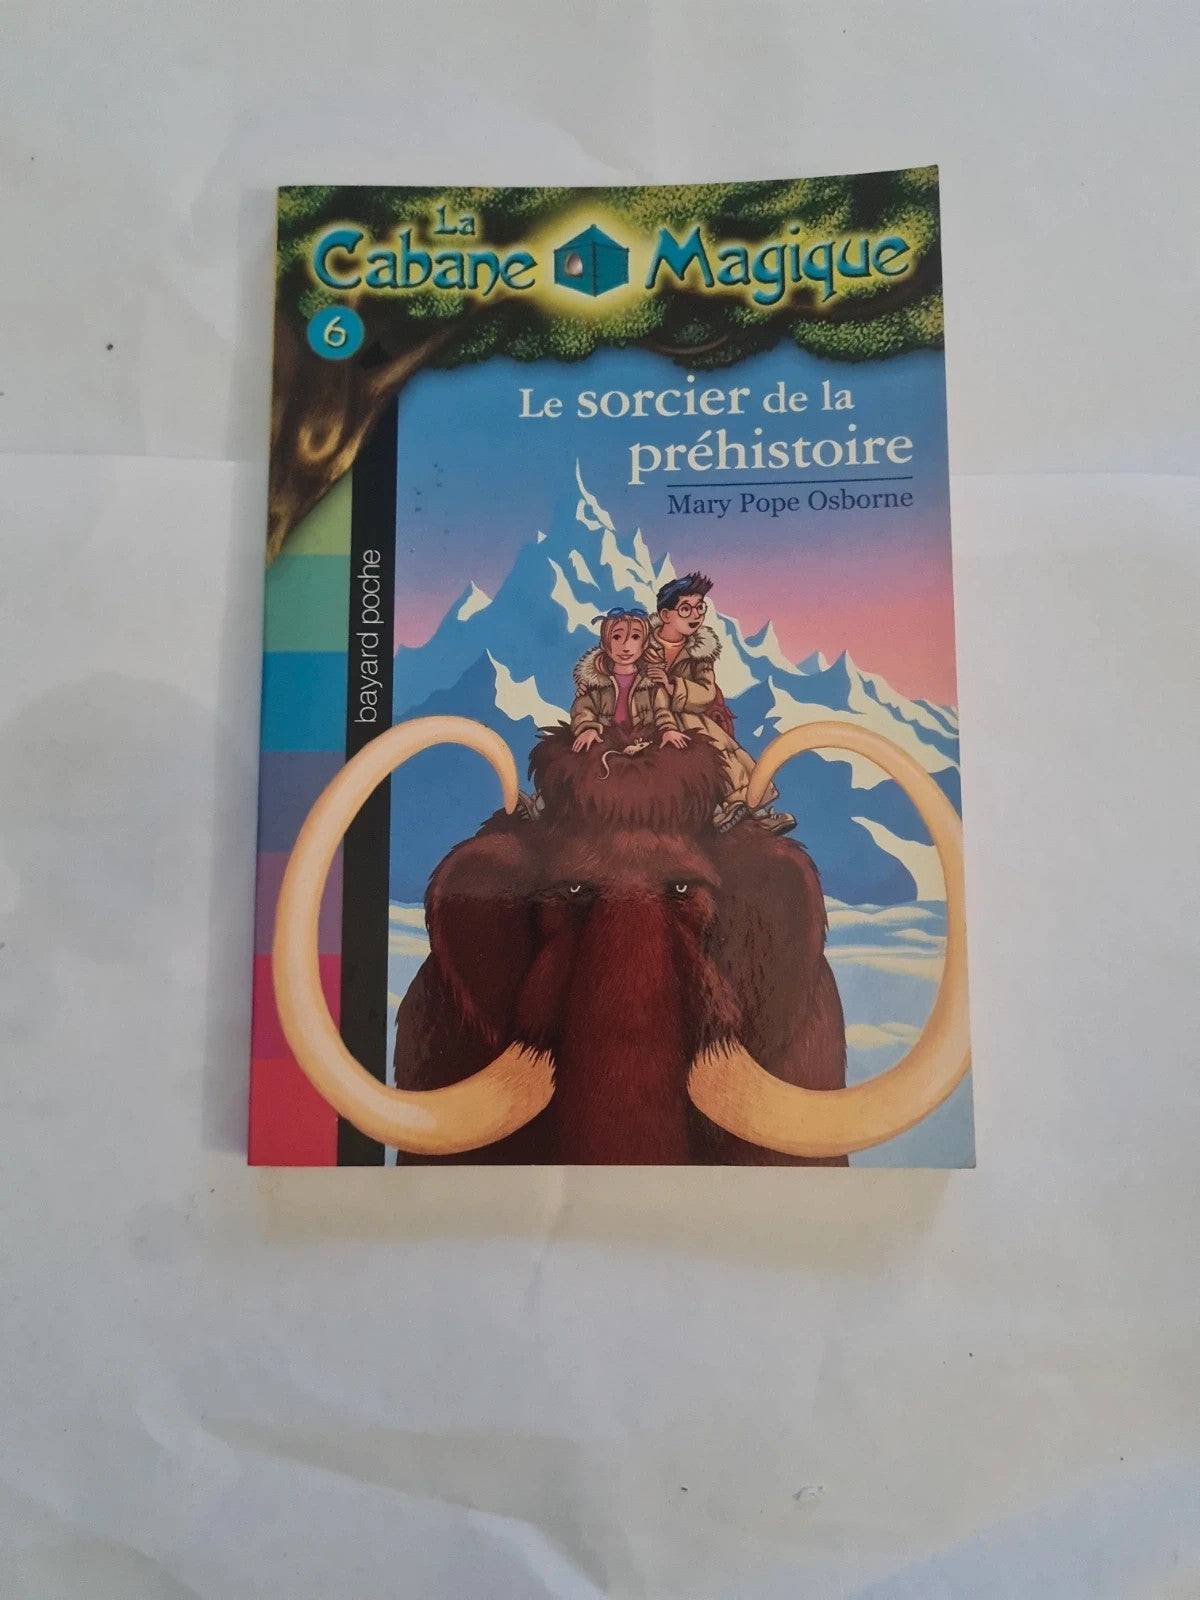 La
Cabane Magique
6
Le sorcier de la
préhistoire
Mary Pope Osborne
bayard poche